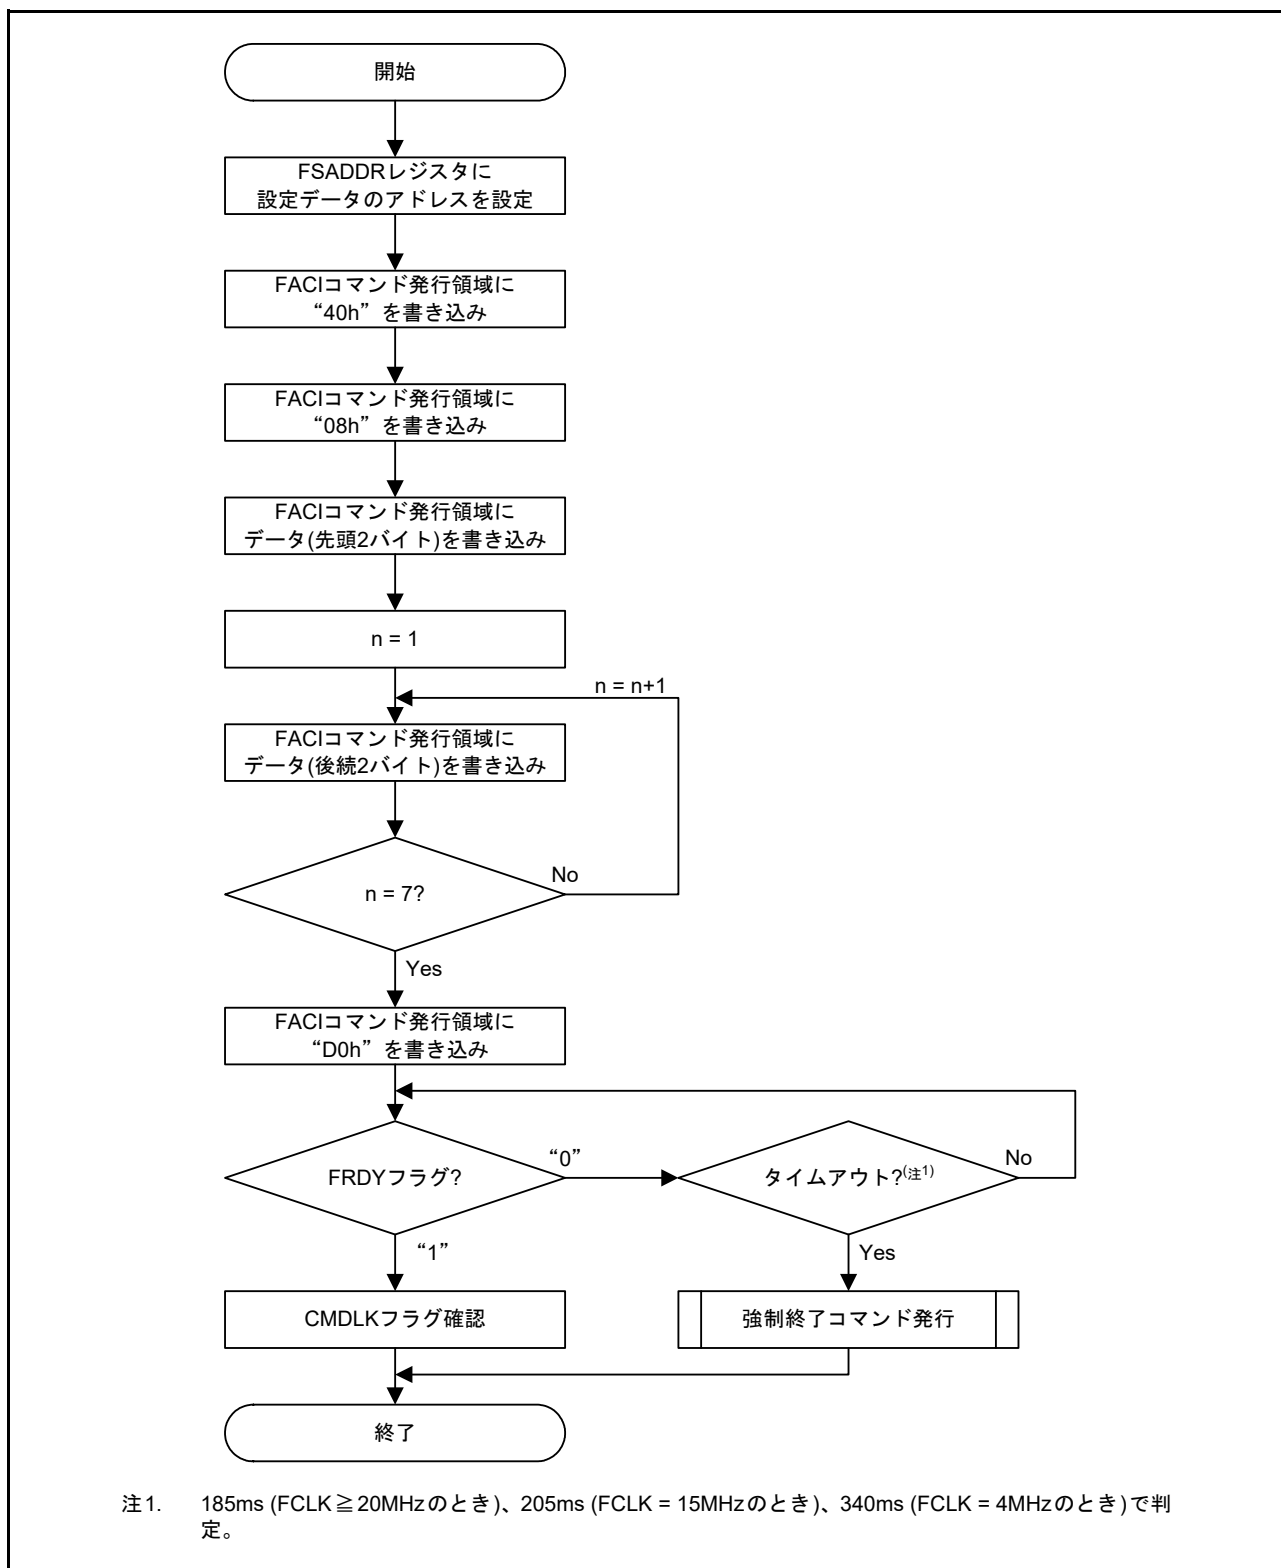 開始
FSADDRレジスタに
設定データのアドレスを設定
FACIコマンド発行領域に
“40h”を書き込み
FACIコマンド発行領域に
“08h”を書き込み
FACIコマンド発行領域に
データ(先頭2バイト)を書き込み
n = 1
n = n+1
FACIコマンド発行領域に
データ(後続2バイト)を書き込み
n = 7?
No
Yes
FACIコマンド発行領域に
“D0h”を書き込み
FRDYフラグ?
“0”
タイムアウト?(注1)
No
“1”
Yes
CMDLKフラグ確認
強制終了コマンド発行
終了
注1. 185ms (FCLK≧20MHzのとき)、205ms (FCLK = 15MHzのとき)、340ms (FCLK = 4MHzのとき)で判
定。